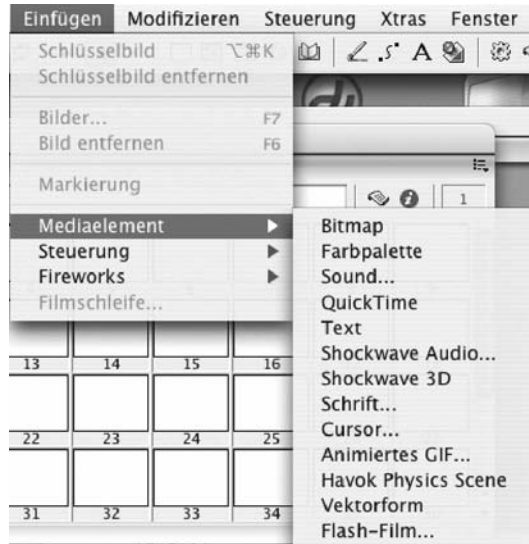 Einfügen Modifizieren Steuerung Xtras Fenster
Schlüsselbild ⌥⌘K
Schlüsselbild entfernen
Bilder... F7
Bild entfernen F6
Markierung
Mediaelement
Steuerung
Fireworks
Filmschleife...
1
Bitmap
Farbpalette
Sound...
QuickTime
Text
Shockwave Audio...
Shockwave 3D
Schrift...
Cursor...
Animiertes GIF...
Havok Physics Scene
Vektorform
Flash-Film...
13 14 15 16
22 23 24 25
31 32 33 34